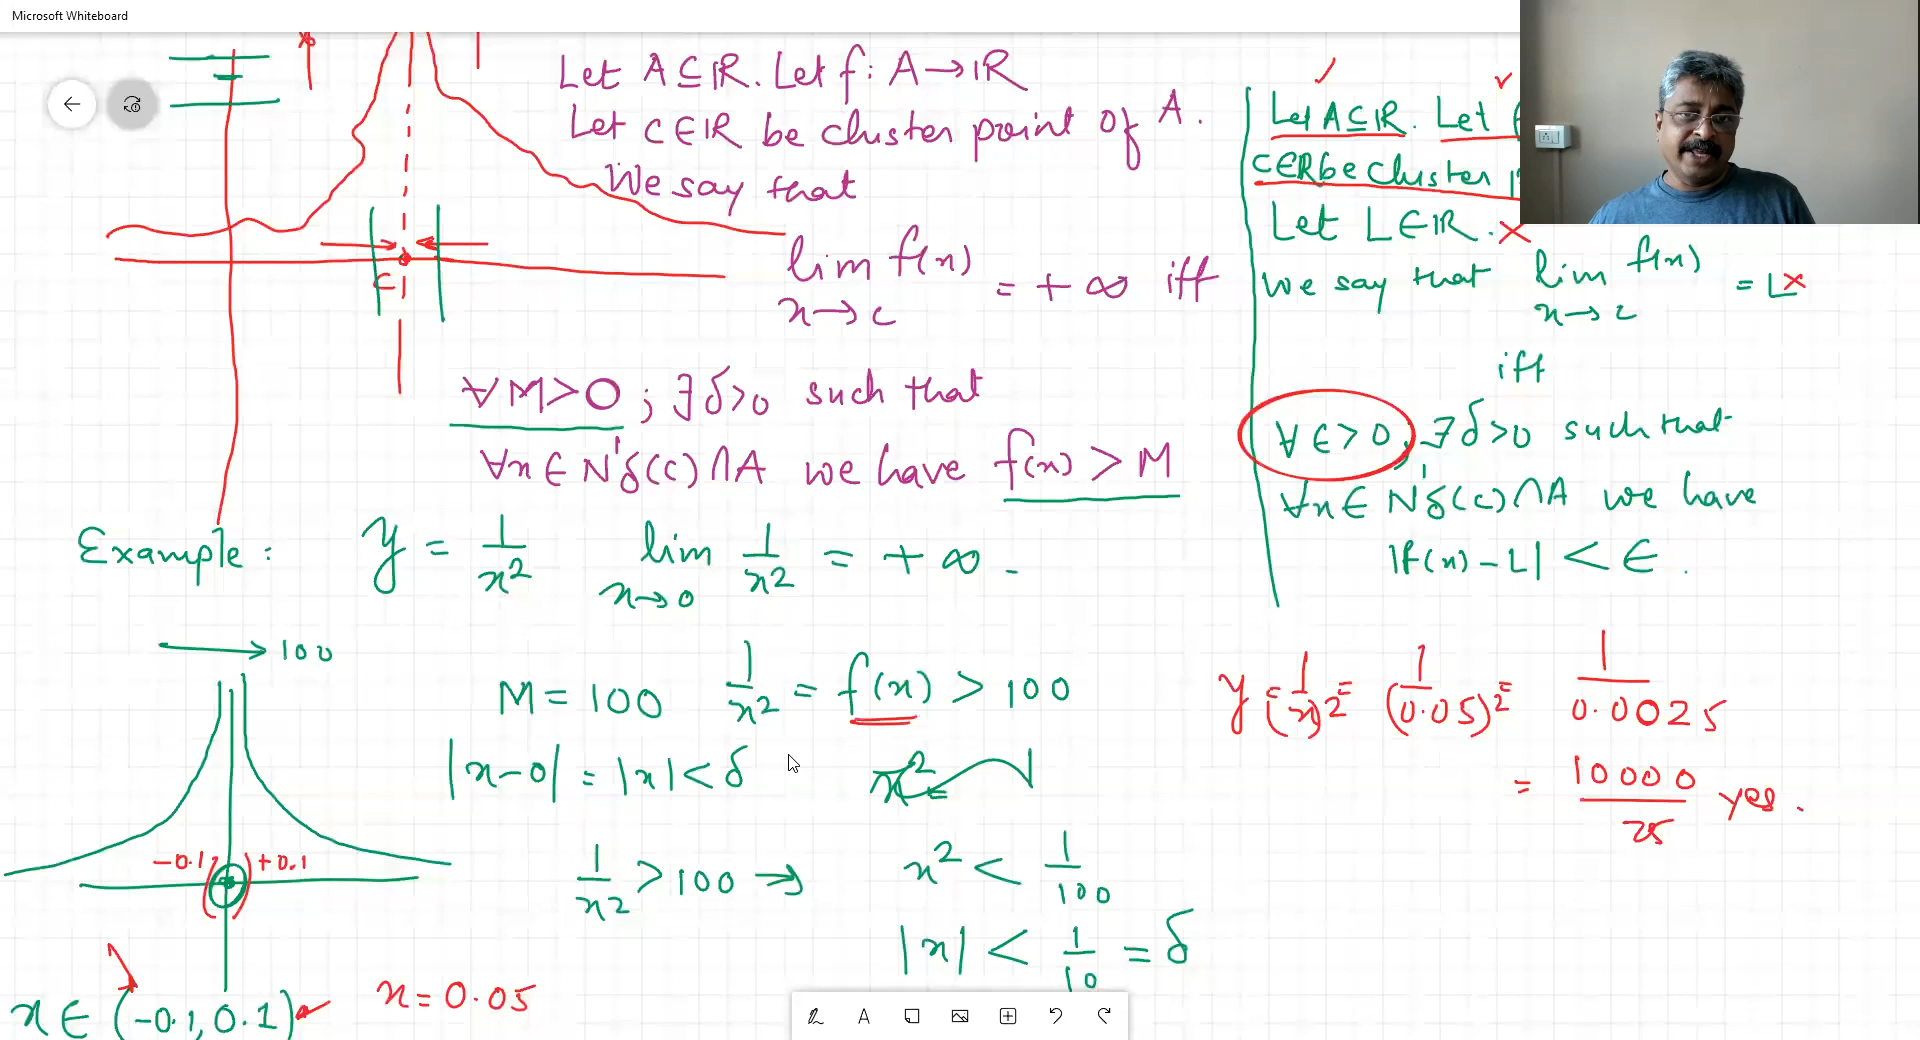 Microsoft Whiteboard
Let A ⊆ ℝ. Let f: A → ℝ
Let c ∈ ℝ be cluster point of A.
We say that
lim f(x) = + ∞ iff
x → c
∀ M > 0 ; ∃ δ > 0 such that
∀x ∈ N'δ(c) ∩ A we have f(x) > M
c
Let A ⊆ ℝ. Let
c ∈ ℝ be cluster
Let L ∈ ℝ. ×
We say that lim f(x) = L ×
x → c
iff
∀ ∈ > 0, ∃ δ > 0 such that
∀x ∈ N'δ(c) ∩ A we have
|f(x) - L| < ∈.
Example : y = 1/x² lim 1/x² = + ∞ .
x → 0
→ 100
M = 100 1/x² = f(x) > 100
|x - 0| = |x| < δ
1/x² > 100 → x² < 1/100
|x| < 1/10 = δ
-0.1 +0.1
x ∈ (-0.1, 0.1)
x = 0.05
y = 1/(x)² = 1/(0.05)² = 1/0.0025
= 10000/25 yes.
A